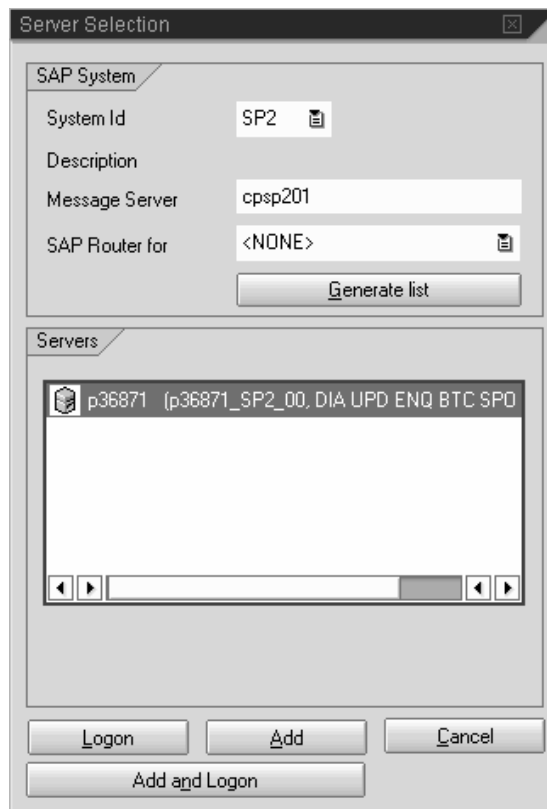 Server Selection
SAP System
System Id SP2
Description
Message Server cpsp201
SAP Router for <NONE>
Generate list
Servers
p36871 (p36871_SP2_00, DIA UPD ENQ BTC SPO
Logon Add Cancel
Add and Logon